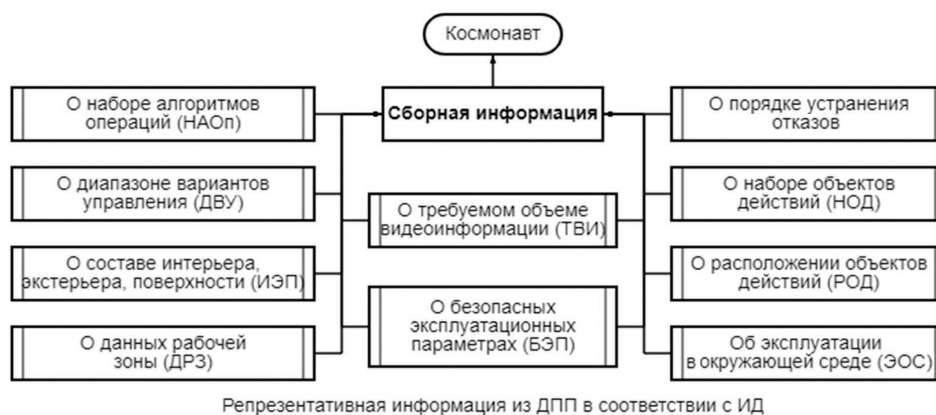 Космонавт
Сборная информация
О наборе алгоритмов
операций (НАОп)
О диапазоне вариантов
управления (ДВУ)
О составе интерьера,
экстерьера, поверхности (ИЭП)
О данных рабочей
зоны (ДРЗ)
О требуемом объеме
видеоинформации (ТВИ)
О безопасных
эксплуатационных
параметрах (БЭП)
О порядке устранения
отказов
О наборе объектов
действий (НОД)
О расположении объектов
действий (РОД)
Об эксплуатации
в окружающей среде (ЭОС)
Репрезентативная информация из ДПП в соответствии с ИД